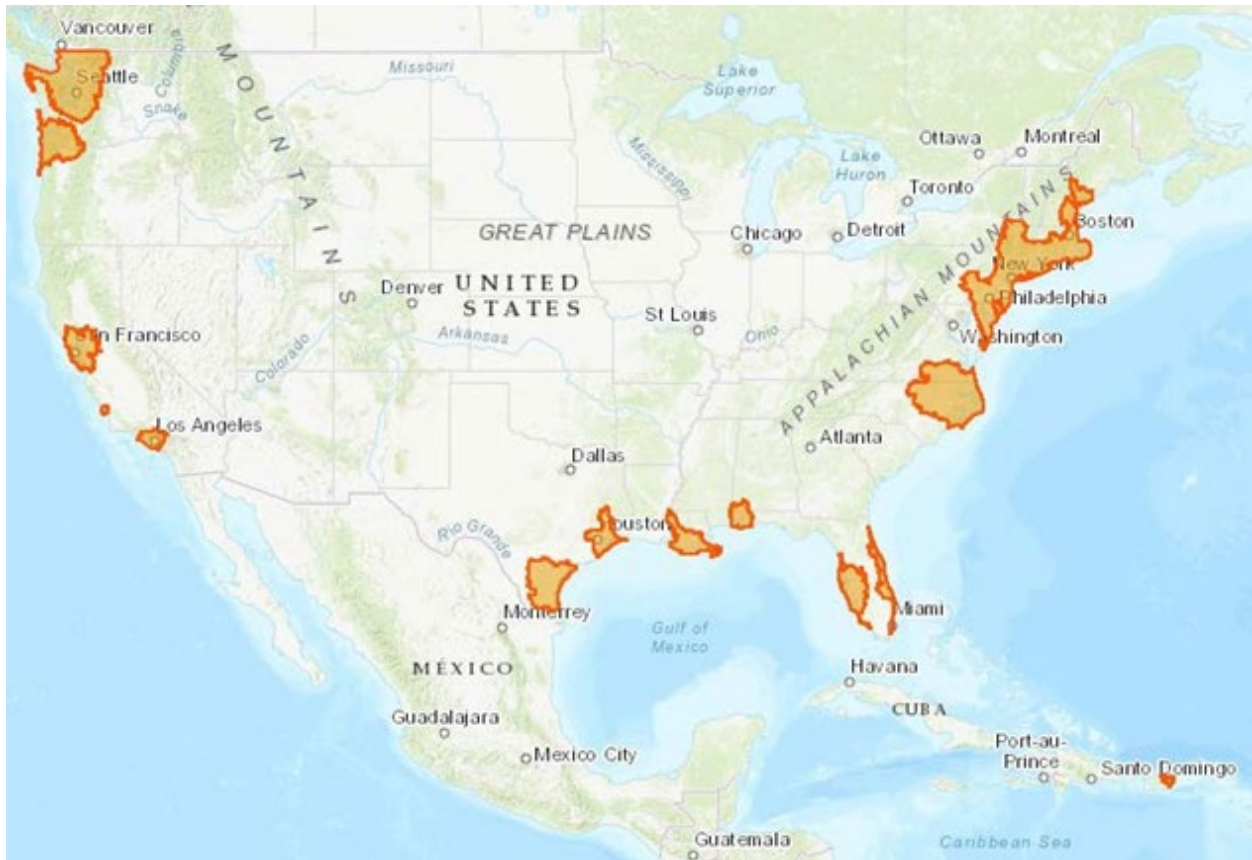 Vancouver
Seattle
Columbia
Snake
MOUNTAINS
Missouri
Lake
Superior
Mississippi
Ottawa
Montreal
Lake
Huron
Toronto
Boston
GREAT PLAINS
Chicago
Detroit
New York
Philadelphia
Denver
UNITED
STATES
St Louis
Ohio
Washington
APPALACHIAN MOUNTAINS
San Francisco
Colorado
Arkansas
Los Angeles
Atlanta
Dallas
Rio Grande
Houston
Monterrey
Miami
Gulf of
Mexico
MÉXICO
Havana
CUBA
Guadalajara
Mexico City
Port-au-
Prince
Santo Domingo
Guatemala
Caribbean Sea